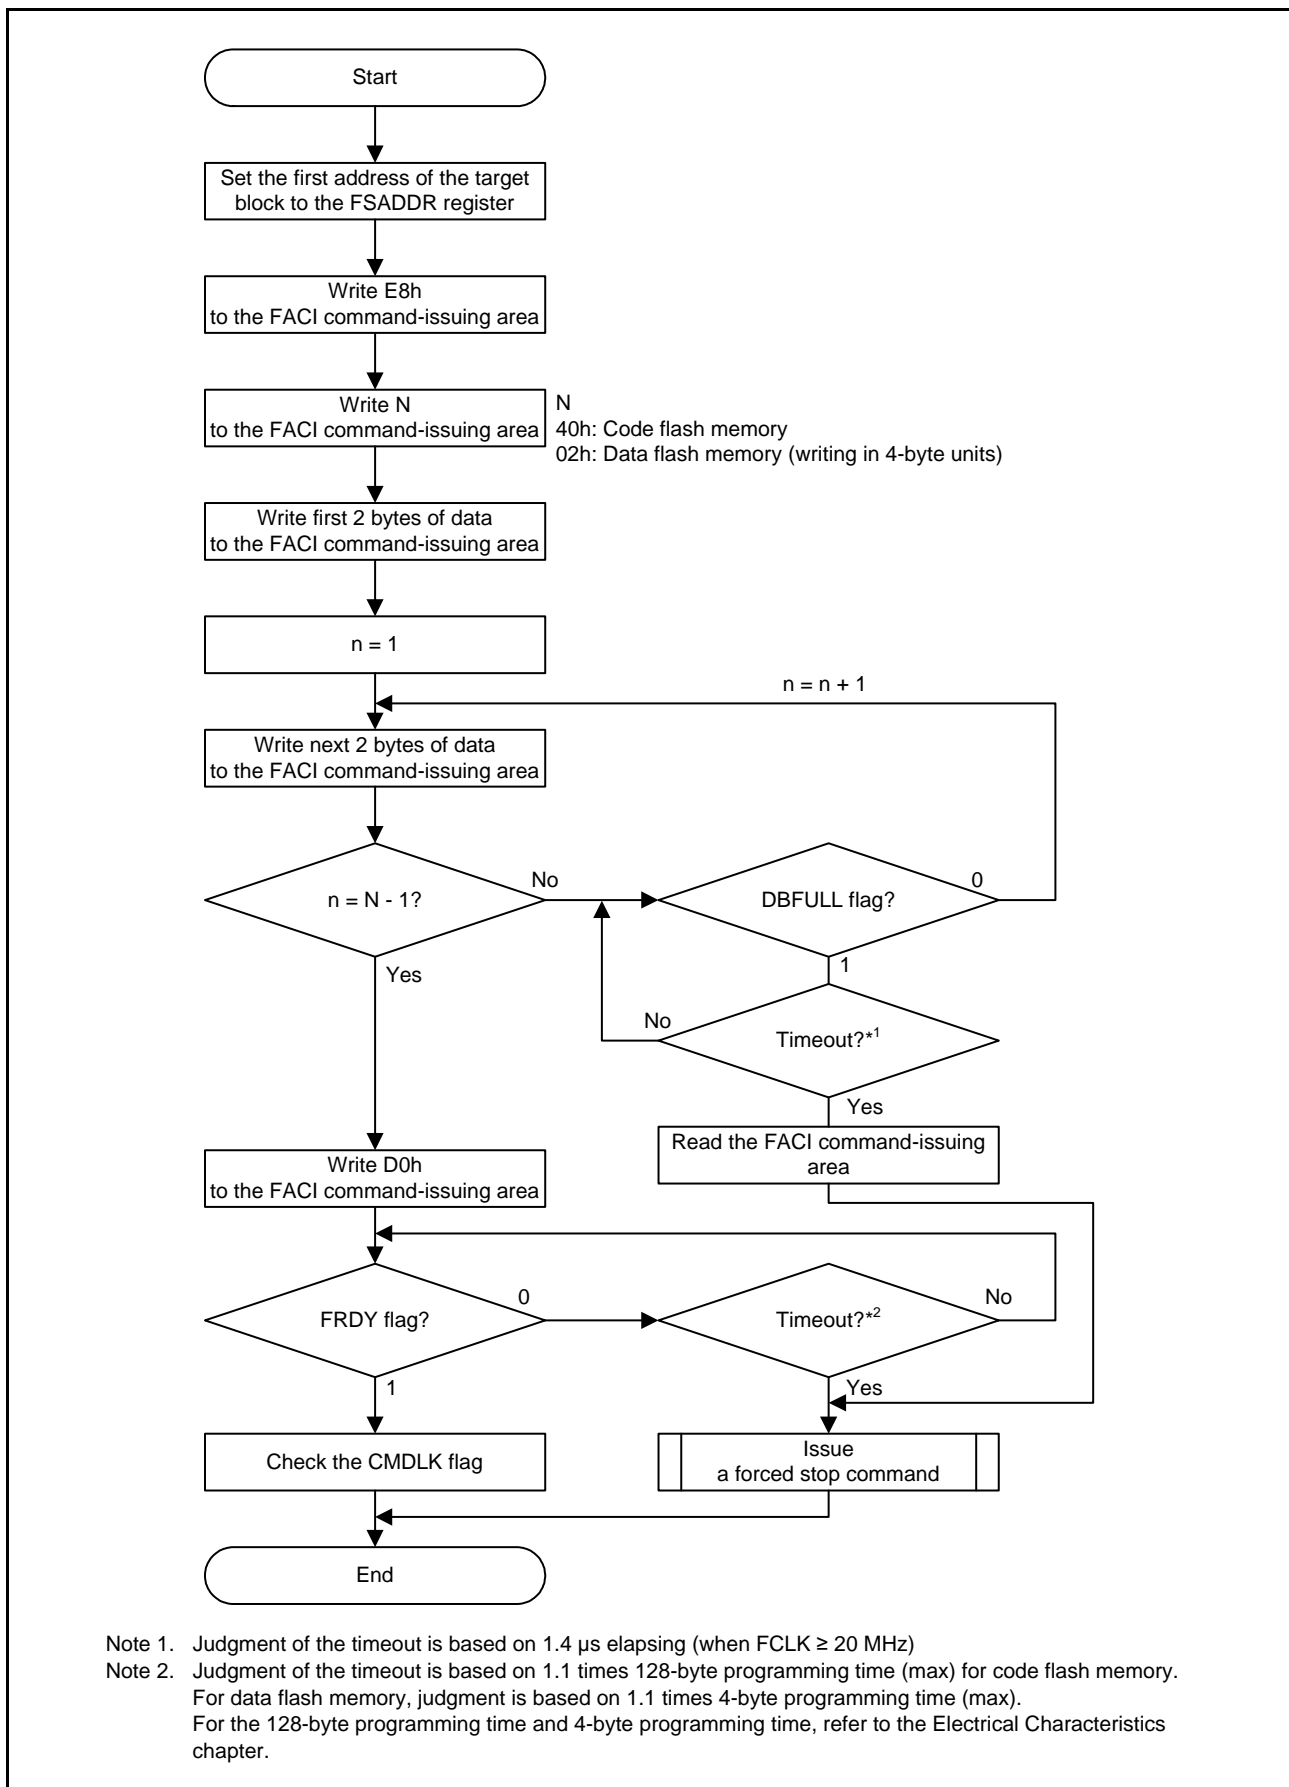 Start
Set the first address of the target
block to the FSADDR register
Write E8h
to the FACI command-issuing area
Write N
to the FACI command-issuing area
N
40h: Code flash memory
02h: Data flash memory (writing in 4-byte units)
Write first 2 bytes of data
to the FACI command-issuing area
n = 1
n = n + 1
Write next 2 bytes of data
to the FACI command-issuing area
n = N - 1?
No
DBFULL flag?
0
Yes
1
No
Timeout?*1
Yes
Read the FACI command-issuing
area
Write D0h
to the FACI command-issuing area
FRDY flag?
0
Timeout?*2
No
1
Yes
Check the CMDLK flag
Issue
a forced stop command
End
Note 1. Judgment of the timeout is based on 1.4 µs elapsing (when FCLK ≥ 20 MHz)
Note 2. Judgment of the timeout is based on 1.1 times 128-byte programming time (max) for code flash memory.
For data flash memory, judgment is based on 1.1 times 4-byte programming time (max).
For the 128-byte programming time and 4-byte programming time, refer to the Electrical Characteristics
chapter.